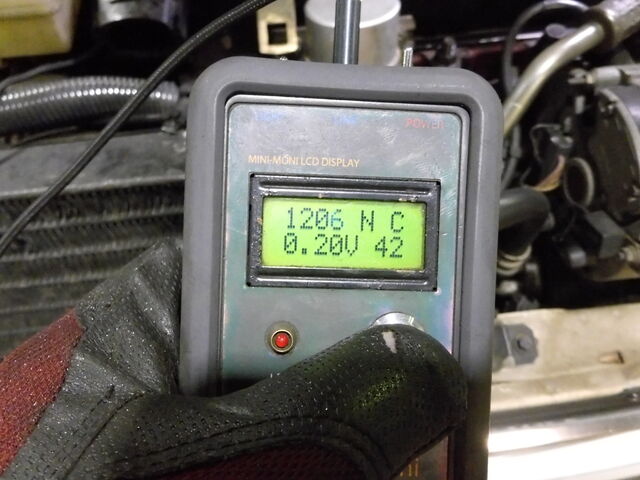 POWER
MINI-MONI LCD DISPLAY
1206 N C
0.20V 42